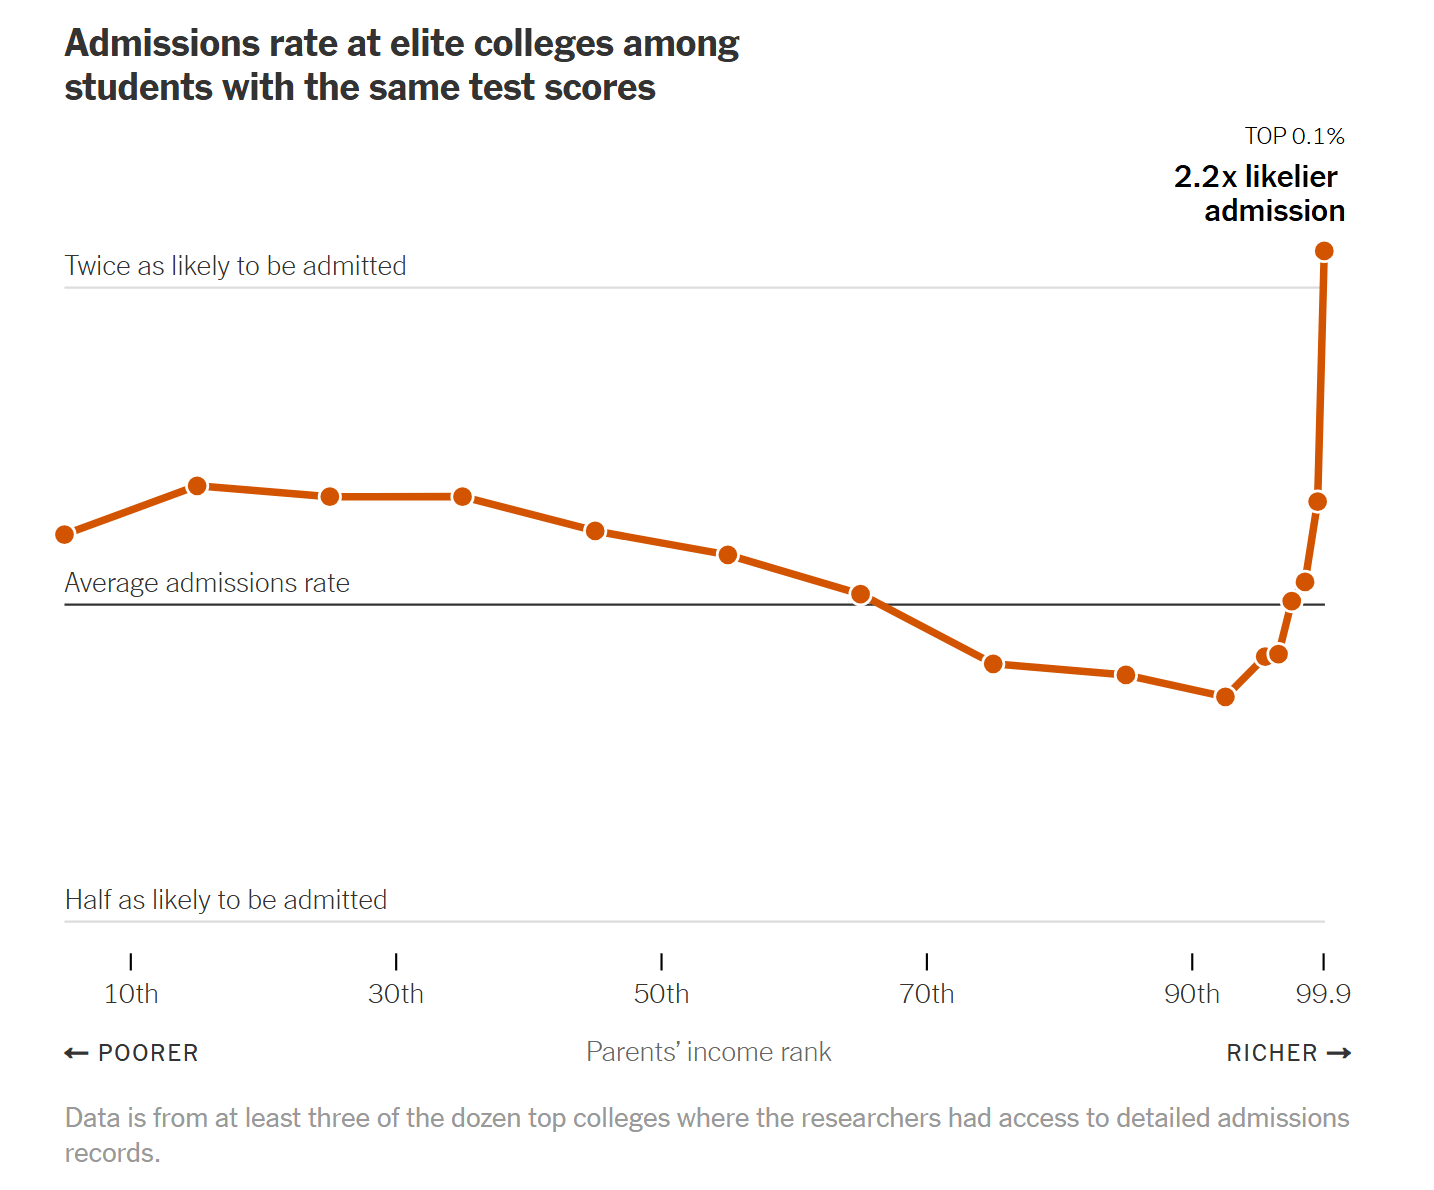 Admissions rate at elite colleges among
students with the same test scores
TOP 0.1%
2.2x likelier
admission
Twice as likely to be admitted
Average admissions rate
Half as likely to be admitted
10th 30th 50th 70th 90th 99.9
← POORER Parents’ income rank RICHER →
Data is from at least three of the dozen top colleges where the researchers had access to detailed admissions
records.